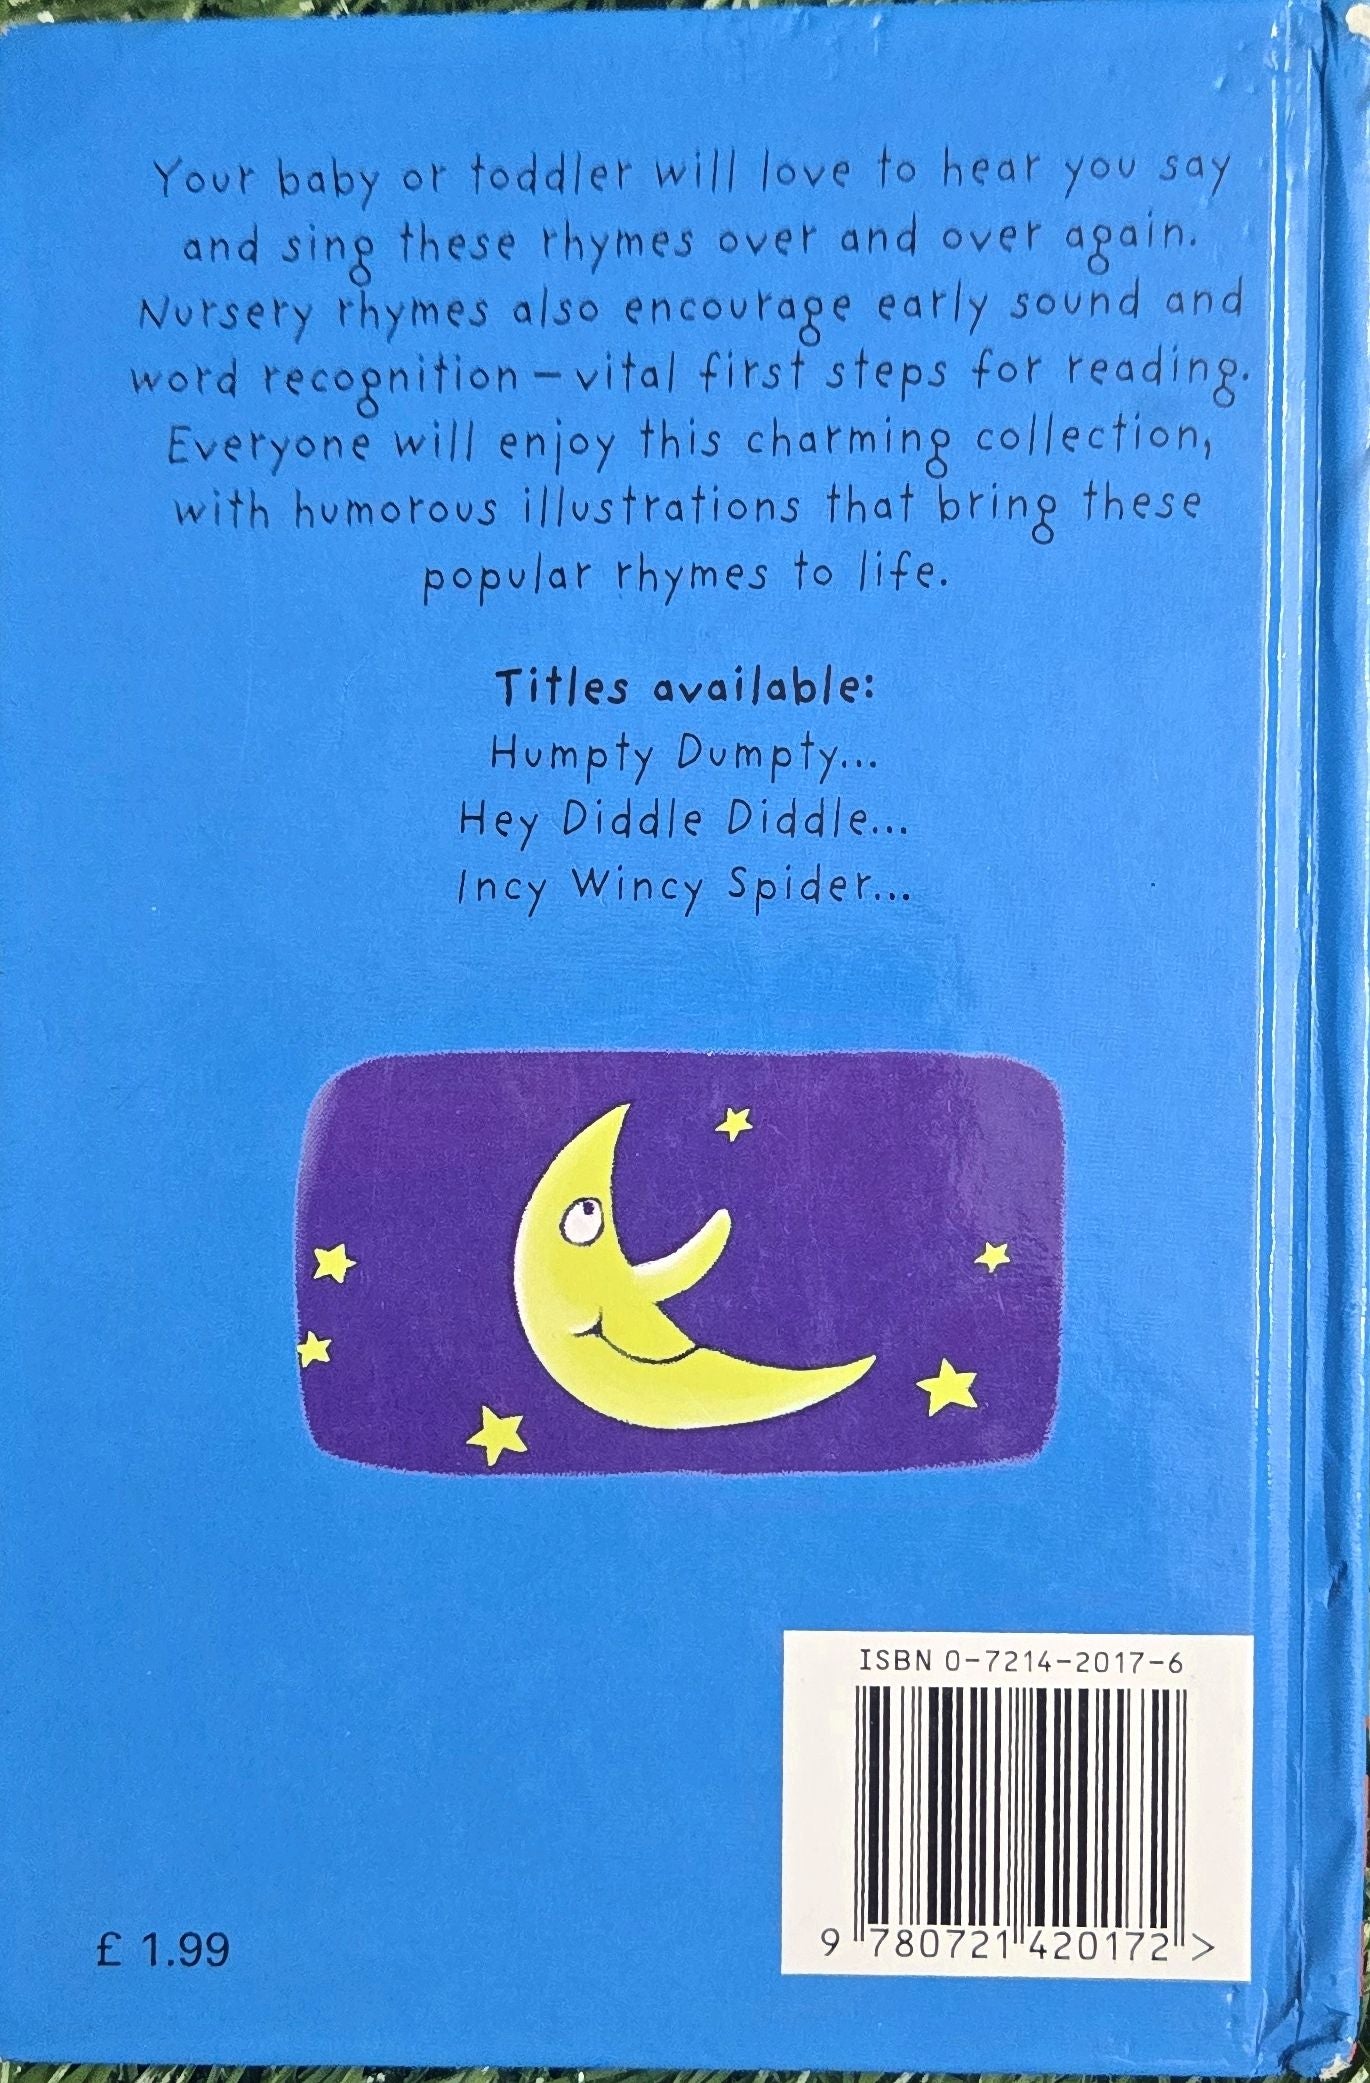 Your baby or toddler will love to hear you say
and sing these rhymes over and over again.
Nursery rhymes also encourage early sound and
word recognition – vital first steps for reading.
Everyone will enjoy this charming collection,
with humorous illustrations that bring these
popular rhymes to life.
Titles available:
Humpty Dumpty...
Hey Diddle Diddle...
Incy Wincy Spider...
ISBN 0-7214-2017-6
9 780721 420172 >
£ 1.99